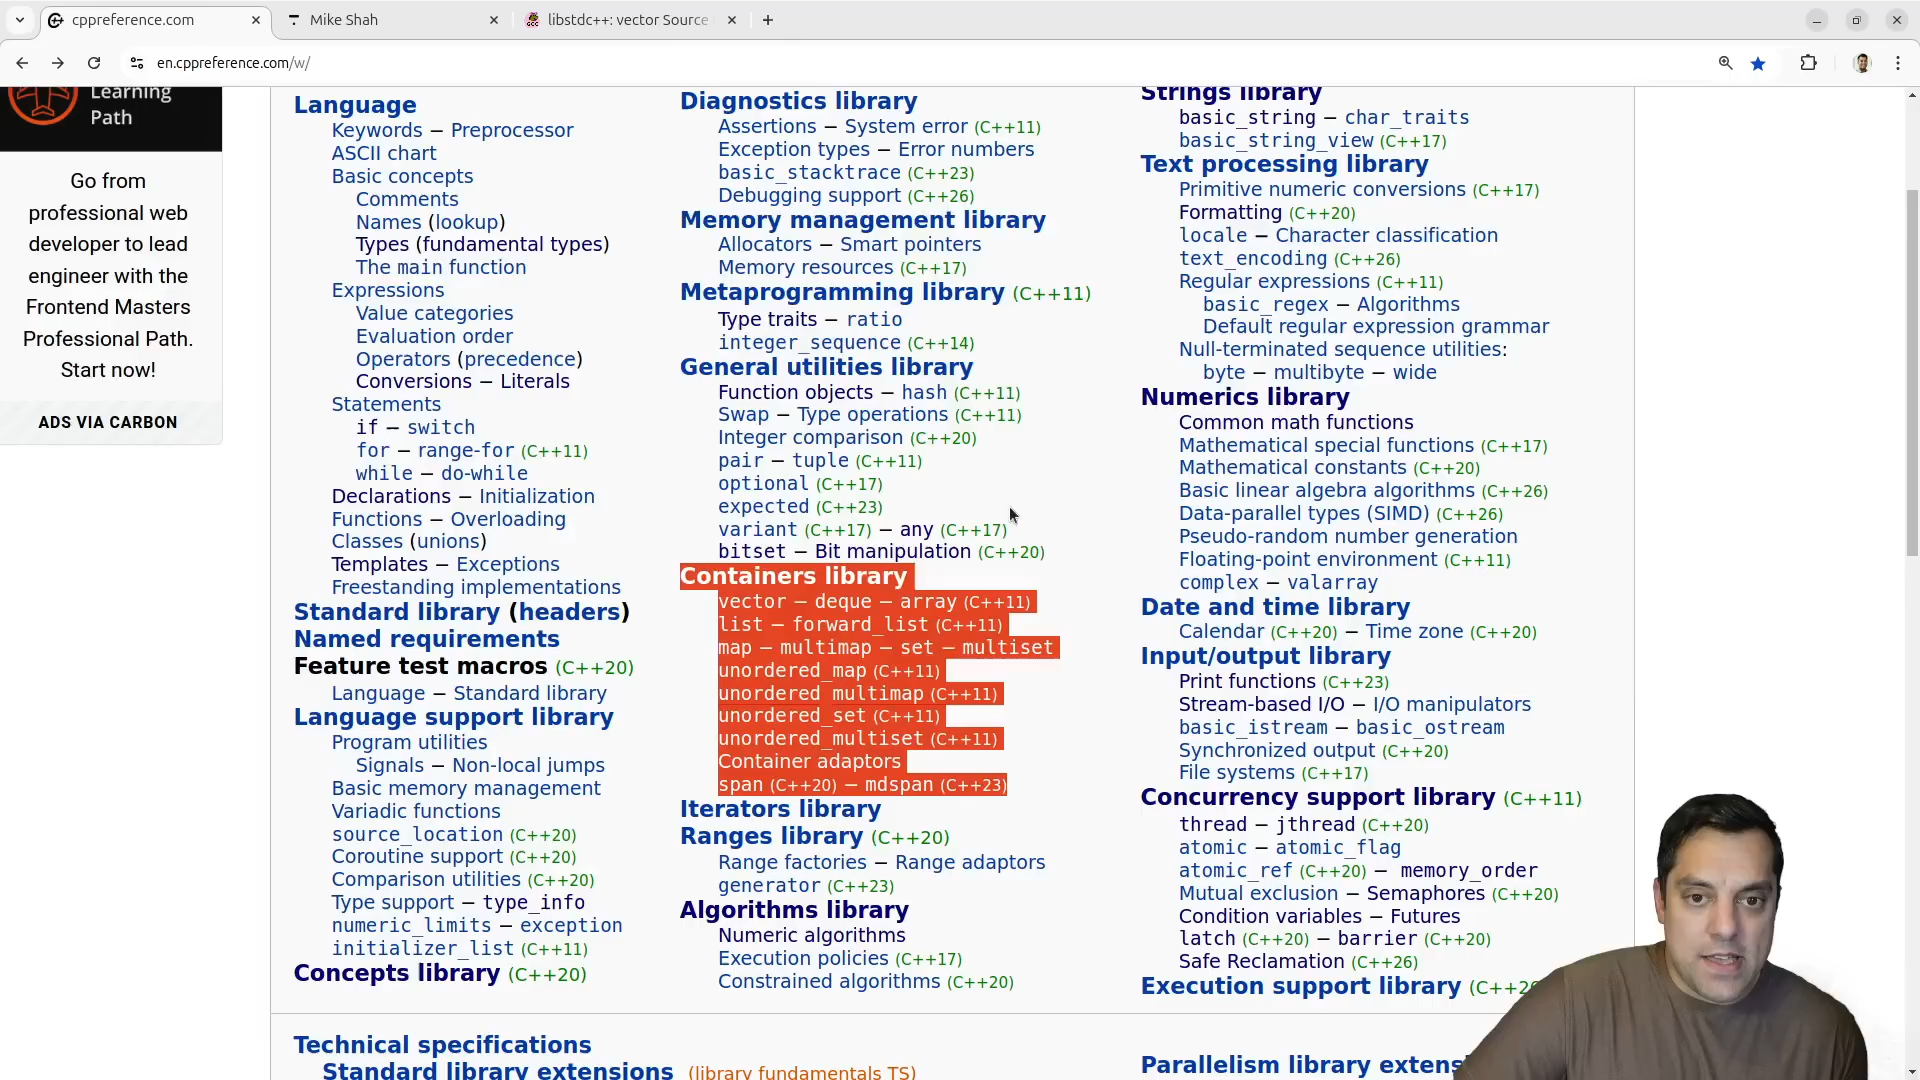 cppreference.com
Mike Shah
libstdc++: vector Source
en.cppreference.com/w/
Learning
Path
Go from
professional web
developer to lead
engineer with the
Frontend Masters
Professional Path.
Start now!
ADS VIA CARBON
Language
Keywords − Preprocessor
ASCII chart
Basic concepts
Comments
Names (lookup)
Types (fundamental types)
The main function
Expressions
Value categories
Evaluation order
Operators (precedence)
Conversions − Literals
Statements
if − switch
for − range-for (C++11)
while − do-while
Declarations − Initialization
Functions − Overloading
Classes (unions)
Templates − Exceptions
Freestanding implementations
Standard library (headers)
Named requirements
Feature test macros (C++20)
Language − Standard library
Language support library
Program utilities
Signals − Non-local jumps
Basic memory management
Variadic functions
source_location (C++20)
Coroutine support (C++20)
Comparison utilities (C++20)
Type support − type_info
numeric_limits − exception
initializer_list (C++11)
Concepts library (C++20)
Diagnostics library
Assertions − System error (C++11)
Exception types − Error numbers
basic_stacktrace (C++23)
Debugging support (C++26)
Memory management library
Allocators − Smart pointers
Memory resources (C++17)
Metaprogramming library (C++11)
Type traits − ratio
integer_sequence (C++14)
General utilities library
Function objects − hash (C++11)
Swap − Type operations (C++11)
Integer comparison (C++20)
pair − tuple (C++11)
optional (C++17)
expected (C++23)
variant (C++17) − any (C++17)
bitset − Bit manipulation (C++20)
Containers library
vector − deque − array (C++11)
list − forward_list (C++11)
map − multimap − set − multiset
unordered_map (C++11)
unordered_multimap (C++11)
unordered_set (C++11)
unordered_multiset (C++11)
Container adaptors
span (C++20) − mdspan (C++23)
Iterators library
Ranges library (C++20)
Range factories − Range adaptors
generator (C++23)
Algorithms library
Numeric algorithms
Execution policies (C++17)
Constrained algorithms (C++20)
Strings library
basic_string − char_traits
basic_string_view (C++17)
Text processing library
Primitive numeric conversions (C++17)
Formatting (C++20)
locale − Character classification
text_encoding (C++26)
Regular expressions (C++11)
basic_regex − Algorithms
Default regular expression grammar
Null-terminated sequence utilities:
byte − multibyte − wide
Numerics library
Common math functions
Mathematical special functions (C++17)
Mathematical constants (C++20)
Basic linear algebra algorithms (C++26)
Data-parallel types (SIMD) (C++26)
Pseudo-random number generation
Floating-point environment (C++11)
complex − valarray
Date and time library
Calendar (C++20) − Time zone (C++20)
Input/output library
Print functions (C++23)
Stream-based I/O − I/O manipulators
basic_istream − basic_ostream
Synchronized output (C++20)
File systems (C++17)
Concurrency support library (C++11)
thread − jthread (C++20)
atomic − atomic_flag
atomic_ref (C++20) − memory_order
Mutual exclusion − Semaphores (C++20)
Condition variables − Futures
latch (C++20) − barrier (C++20)
Safe Reclamation (C++26)
Execution support library (C++26
Technical specifications
Standard library extensions (library fundamentals TS)
Parallelism library extens